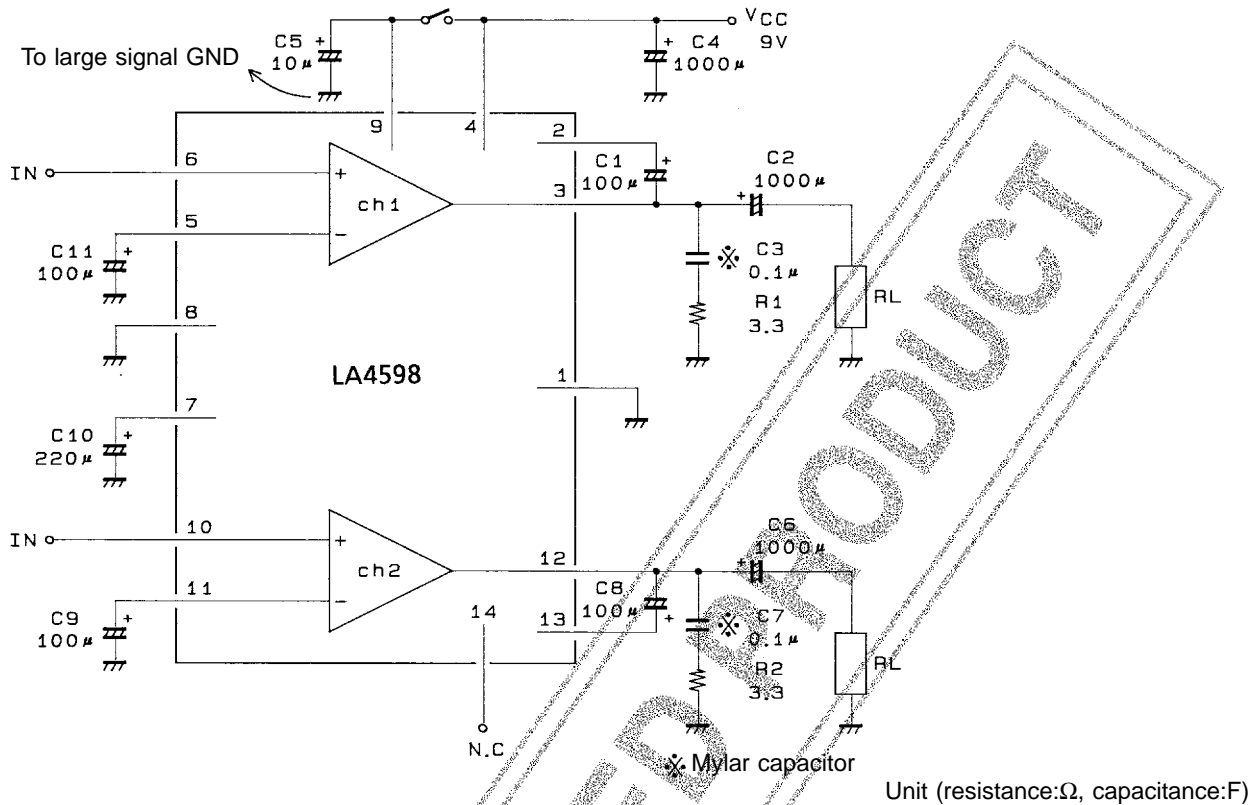 To large signal GND
C5
10μ
+
VCC
9V
C4
1000μ
+
9
4
2
6
IN
+
ch1
−
5
C11
100μ
+
C1
100μ
+
3
C2
1000μ
+
※
C3
0.1μ
R1
3.3
RL
8
LA4598
1
7
C10
220μ
+
IN
10
+
ch2
−
11
C9
100μ
+
14
N.C
12
13
C8
100μ
+
C6
1000μ
+
※
C7
0.1μ
R2
3.3
RL
※ Mylar capacitor
Unit (resistance:Ω, capacitance:F)
PRODUCT